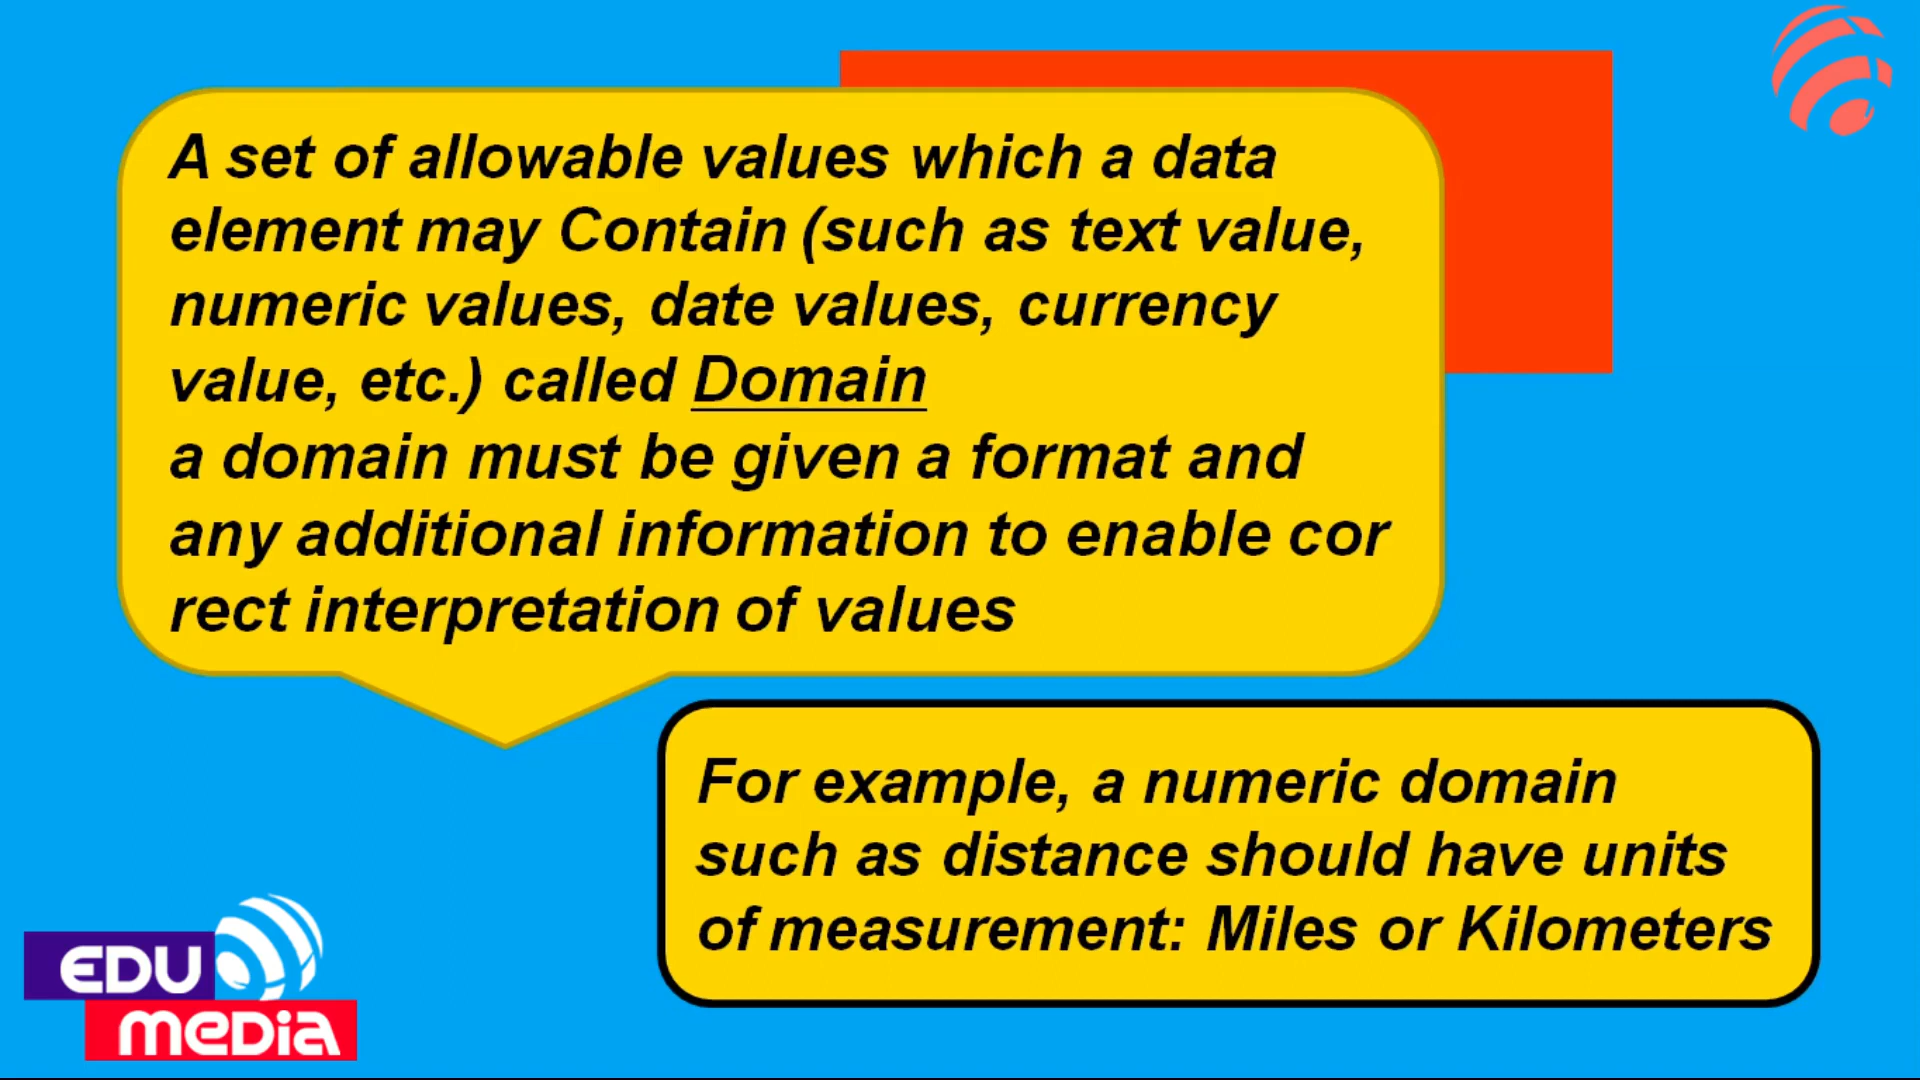 A set of allowable values which a data
element may Contain (such as text value,
numeric values, date values, currency
value, etc.) called Domain
a domain must be given a format and
any additional information to enable cor
rect interpretation of values
For example, a numeric domain
such as distance should have units
of measurement: Miles or Kilometers
EDU
MEDIA